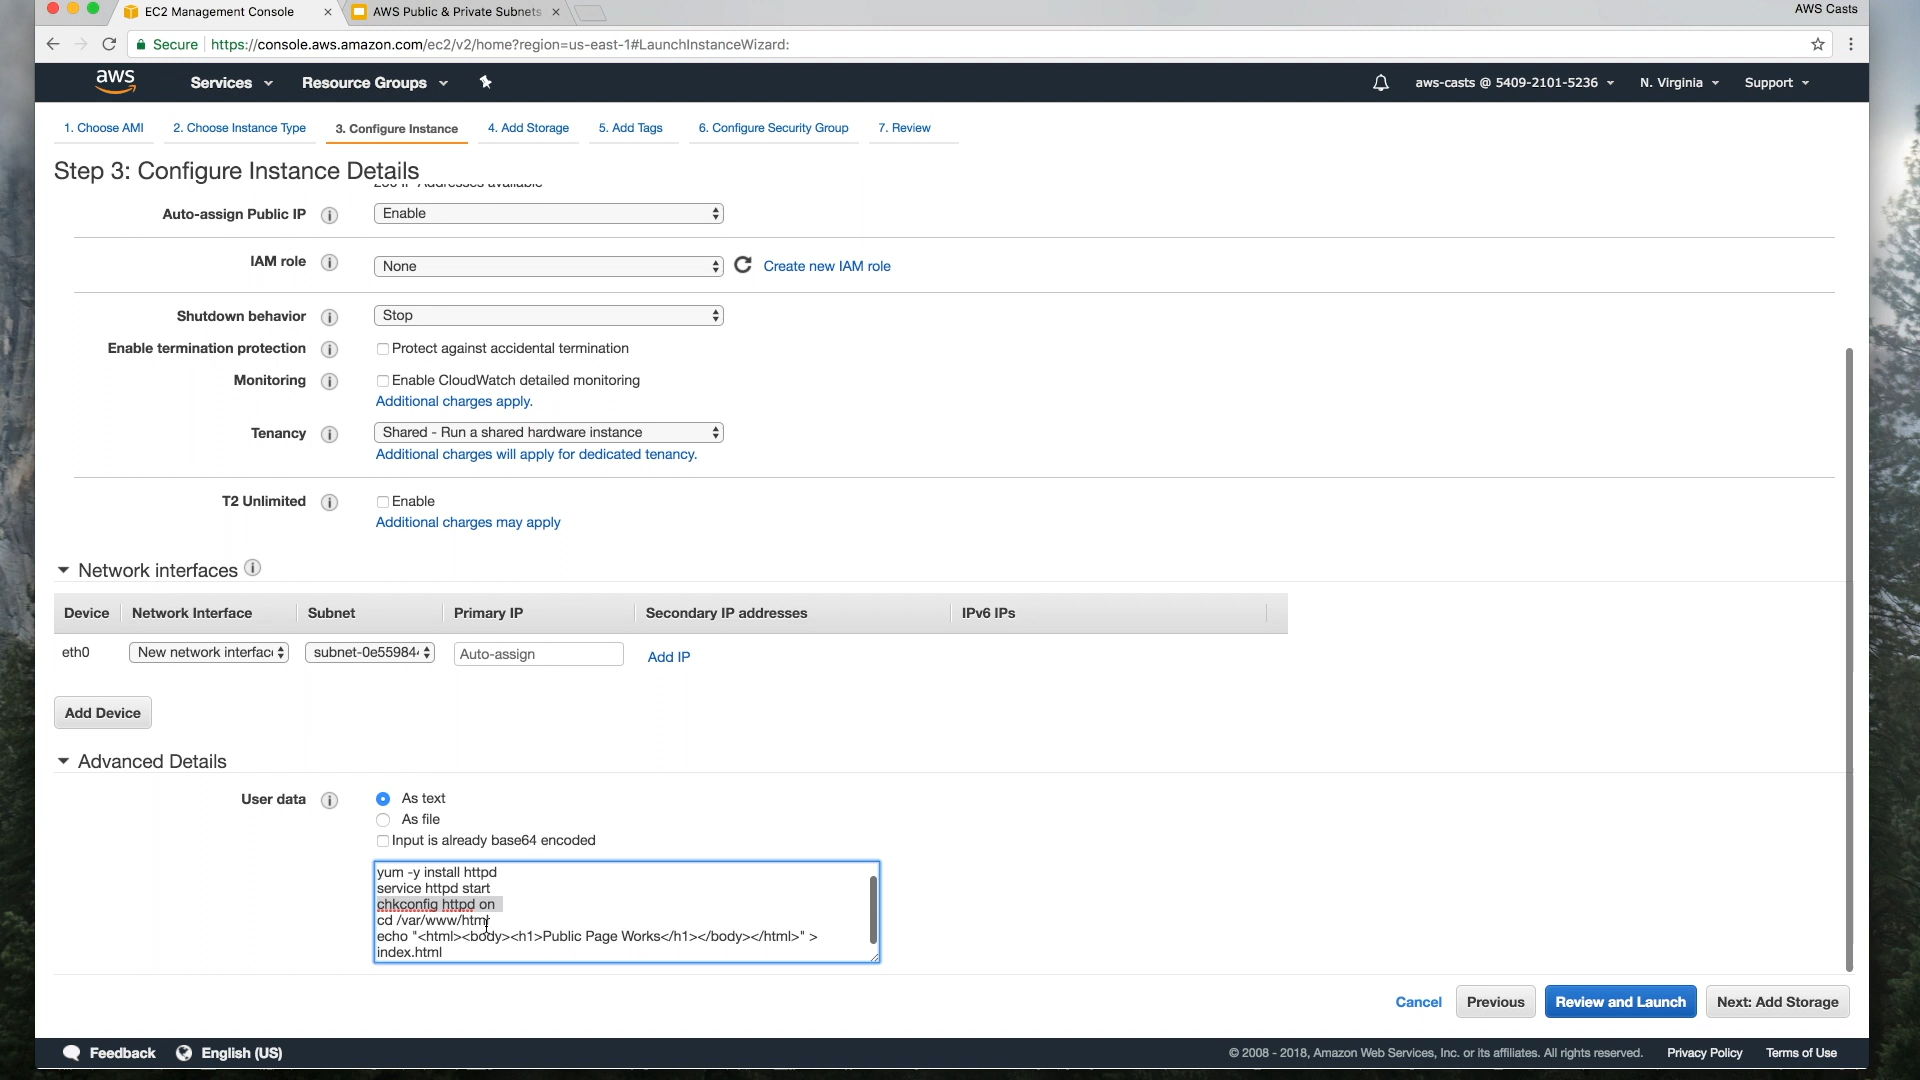 EC2 Management Console
AWS Public & Private Subnets
AWS Casts
Secure
https://console.aws.amazon.com/ec2/v2/home?region=us-east-1#LaunchInstanceWizard:
aws
Services
Resource Groups
aws-casts @ 5409-2101-5236
N. Virginia
Support
1. Choose AMI
2. Choose Instance Type
3. Configure Instance
4. Add Storage
5. Add Tags
6. Configure Security Group
7. Review
Step 3: Configure Instance Details
IP Addresses available
Auto-assign Public IP
Enable
IAM role
None
Create new IAM role
Shutdown behavior
Stop
Enable termination protection
Protect against accidental termination
Monitoring
Enable CloudWatch detailed monitoring
Additional charges apply.
Tenancy
Shared - Run a shared hardware instance
Additional charges will apply for dedicated tenancy.
T2 Unlimited
Enable
Additional charges may apply
Network interfaces
Device
Network Interface
Subnet
Primary IP
Secondary IP addresses
IPv6 IPs
eth0
New network interfac
subnet-0e55984
Auto-assign
Add IP
Add Device
Advanced Details
User data
As text
As file
Input is already base64 encoded
yum -y install httpd
service httpd start
chkconfig httpd on
cd /var/www/html
echo "<html><body><h1>Public Page Works</h1></body></html>" >
index.html
Cancel
Previous
Review and Launch
Next: Add Storage
Feedback
English (US)
© 2008 - 2018, Amazon Web Services, Inc. or its affiliates. All rights reserved.
Privacy Policy
Terms of Use